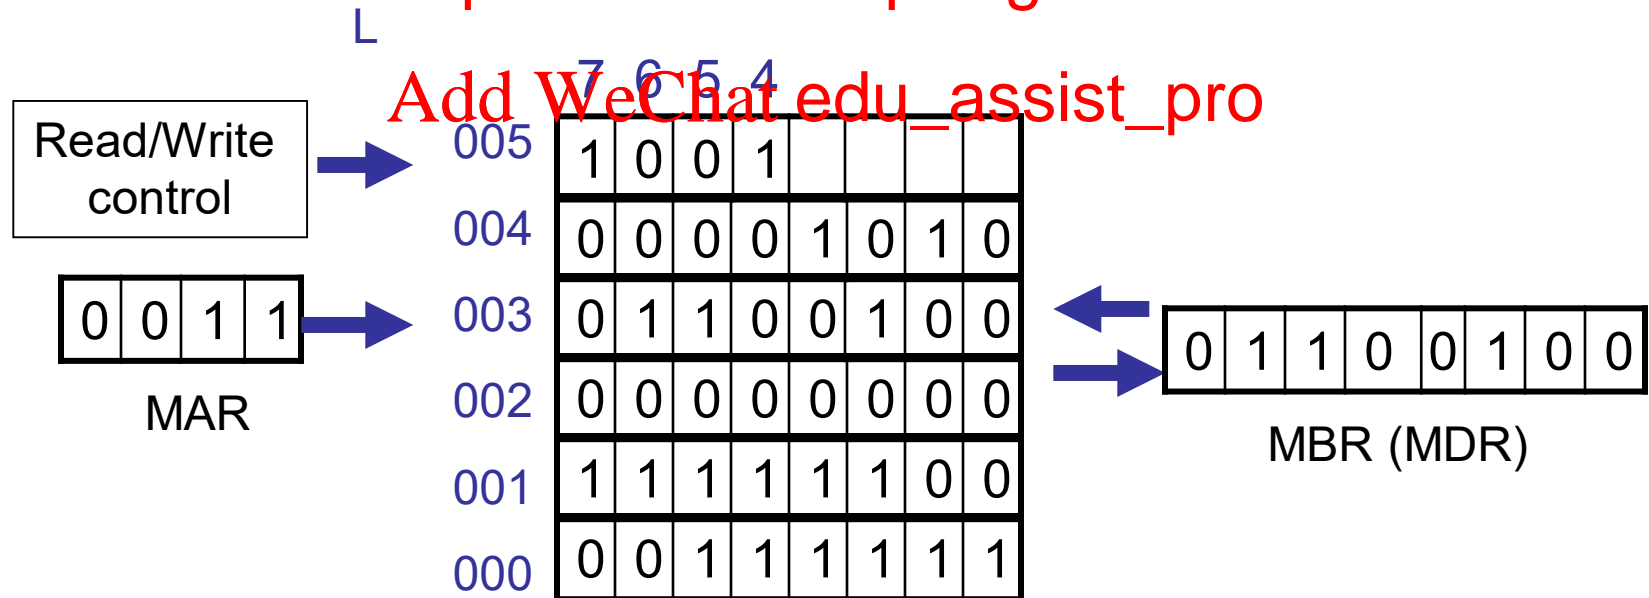 L
7 6 5 4
Add WeChat edu_assist_pro
Read/Write
control
005 1 0 0 1
004 0 0 0 0 1 0 1 0
0 0 1 1
003 0 1 1 0 0 1 0 0
0 1 1 0 0 1 0 0
MAR
002 0 0 0 0 0 0 0 0
MBR (MDR)
001 1 1 1 1 1 1 0 0
000 0 0 1 1 1 1 1 1